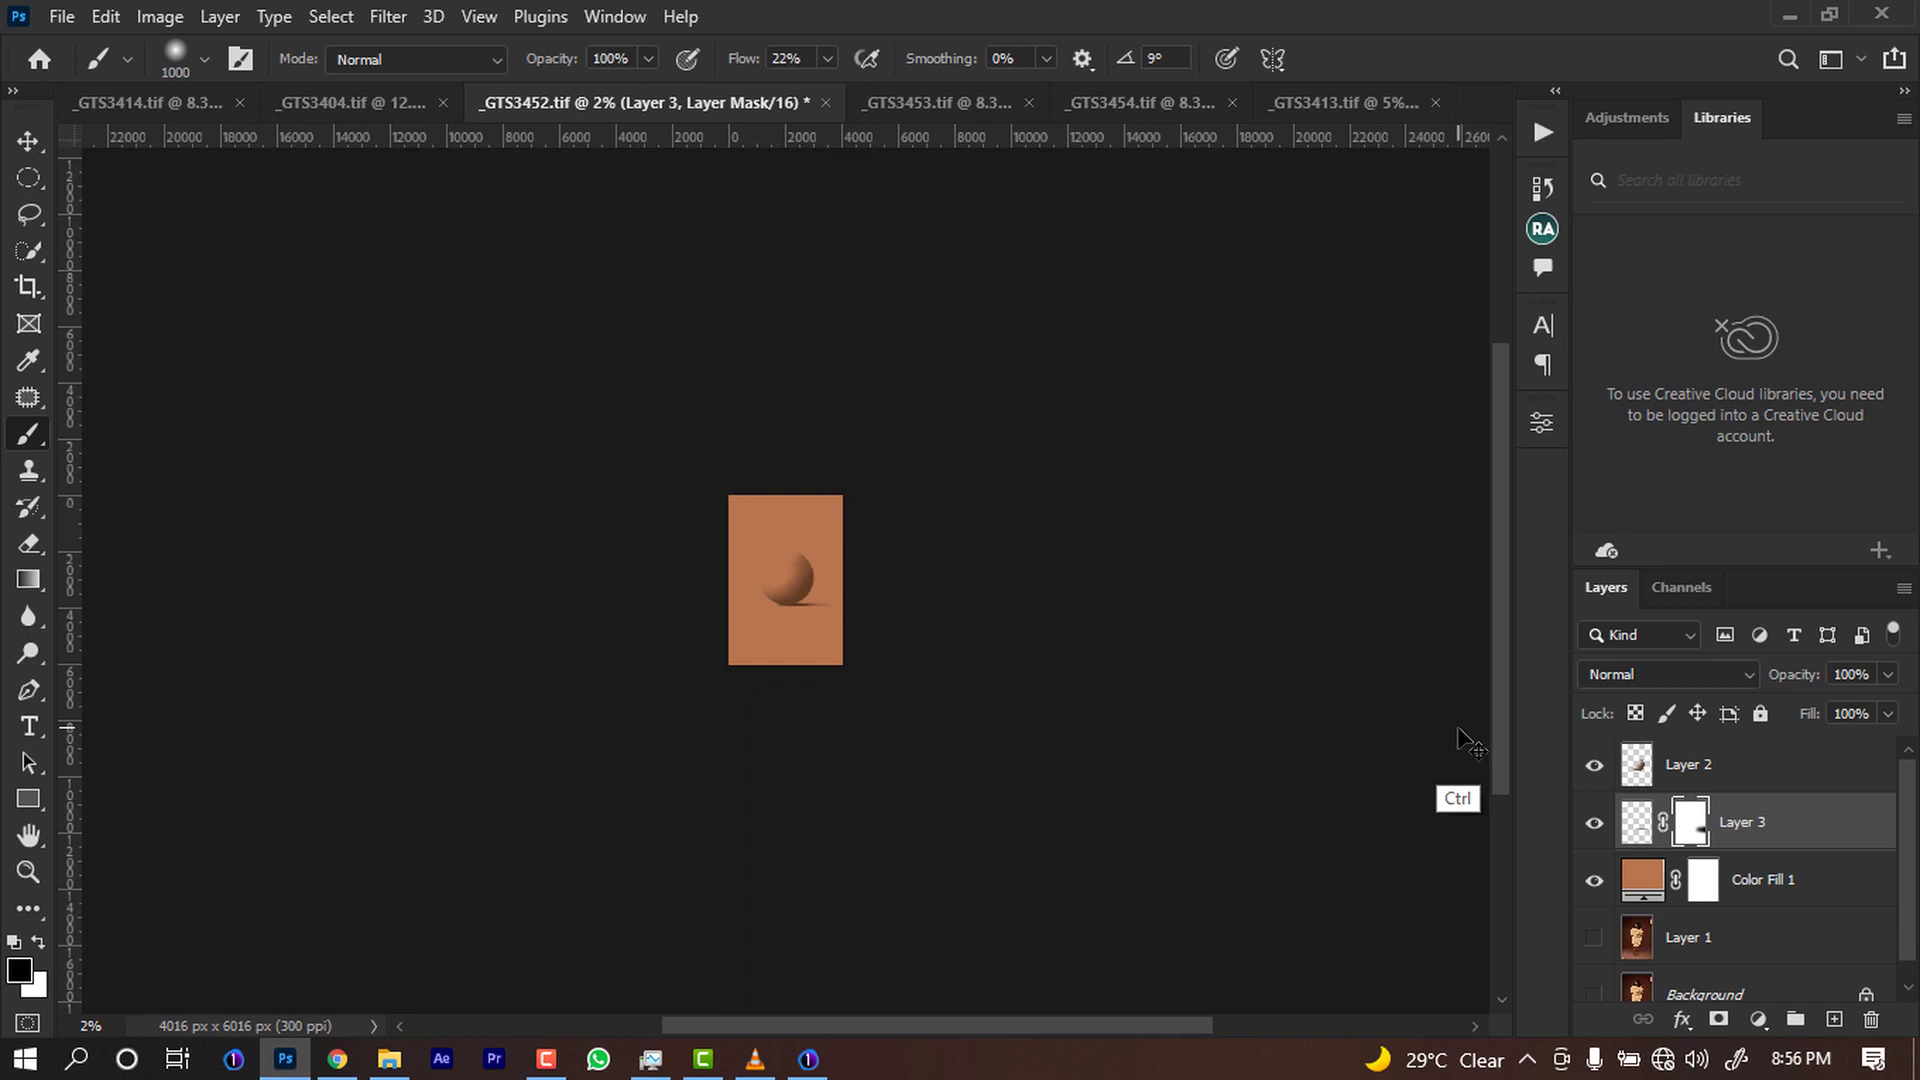 Ps File Edit Image Layer Type Select Filter 3D View Plugins Window Help
1000 Mode: Normal Opacity: 100% Flow: 22% Smoothing: 0% 9°
_GTS3414.tif @ 8.3... _GTS3404.tif @ 12.... _GTS3452.tif @ 2% (Layer 3, Layer Mask/16) * _GTS3453.tif @ 8.3... _GTS3454.tif @ 8.3... _GTS3413.tif @ 5%...
22000 20000 18000 16000 14000 12000 10000 8000 6000 4000 2000 0 2000 4000 6000 8000 10000 12000 14000 16000 18000 20000 22000 24000
Adjustments Libraries
Search all libraries
RA
To use Creative Cloud libraries, you need
to be logged into a Creative Cloud
account.
Layers Channels
Kind
Normal Opacity: 100%
Lock: Fill: 100%
Layer 2
Ctrl
Layer 3
Color Fill 1
Layer 1
Background
fx
2% 4016 px x 6016 px (300 ppi)
Ps Ae Pr C C 29°C Clear 8:56 PM